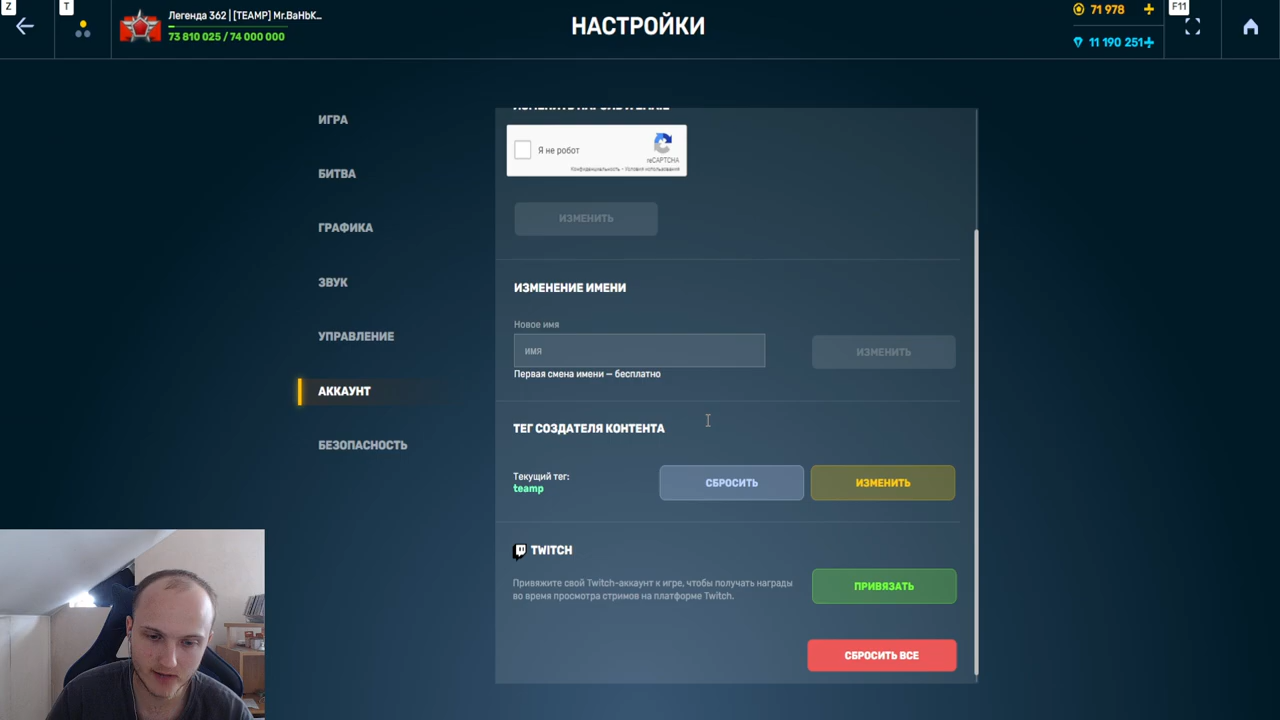 Z
T
Легенда 362 | [TEAMP] Mr.BaHbK...
73 810 025 / 74 000 000
НАСТРОЙКИ
71 978
11 190 251
F11
ИГРА
БИТВА
ГРАФИКА
ЗВУК
УПРАВЛЕНИЕ
АККАУНТ
БЕЗОПАСНОСТЬ
Я не робот
reCAPTCHA
Конфиденциальность - Условия использования
ИЗМЕНИТЬ
ИЗМЕНЕНИЕ ИМЕНИ
Новое имя
имя
ИЗМЕНИТЬ
Первая смена имени — бесплатно
ТЕГ СОЗДАТЕЛЯ КОНТЕНТА
Текущий тег:
teamp
СБРОСИТЬ
ИЗМЕНИТЬ
TWITCH
Привяжите свой Twitch-аккаунт к игре, чтобы получать награды
во время просмотра стримов на платформе Twitch.
ПРИВЯЗАТЬ
СБРОСИТЬ ВСЕ